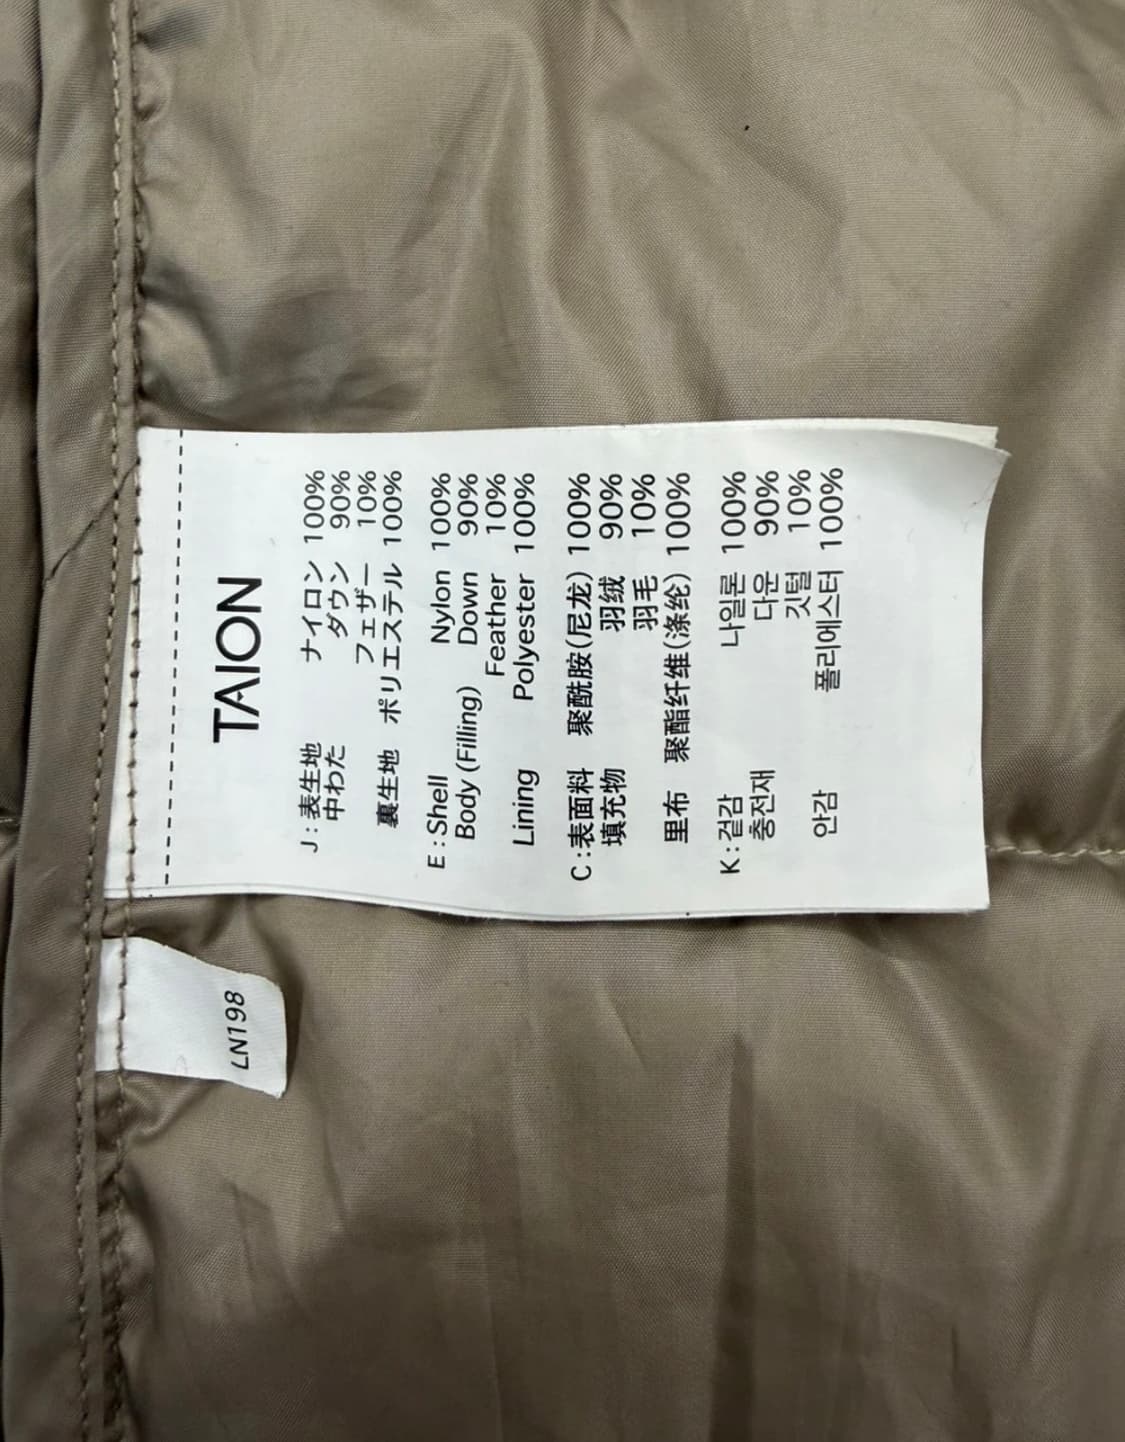 TAION
J : 表生地 ナイロン 100%
中わた ダウン 90%
フェザー 10%
裏生地 ポリエステル 100%
E : Shell Nylon 100%
Body (Filling) Down 90%
Feather 10%
Lining Polyester 100%
C : 表面料 聚酰胺(尼龙) 100%
填充物 羽绒 90%
羽毛 10%
里布 聚酯纤维(涤纶) 100%
K : 겉감 나일론 100%
충전재 다운 90%
깃털 10%
안감 폴리에스터 100%
LN198